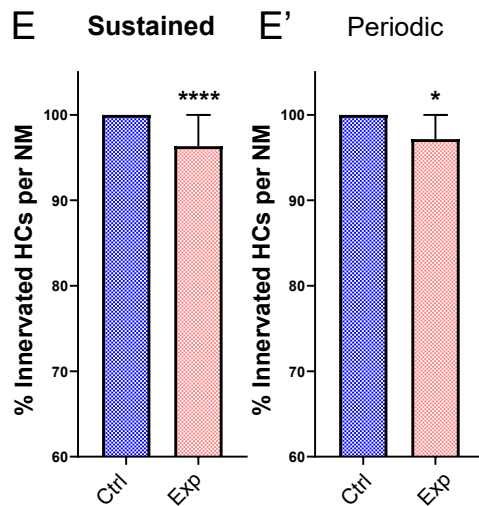 E Sustained
% Innervated HCs per NM
100
90
80
70
60
****
Ctrl
Exp
E' Periodic
% Innervated HCs per NM
100
90
80
70
60
*
Ctrl
Exp